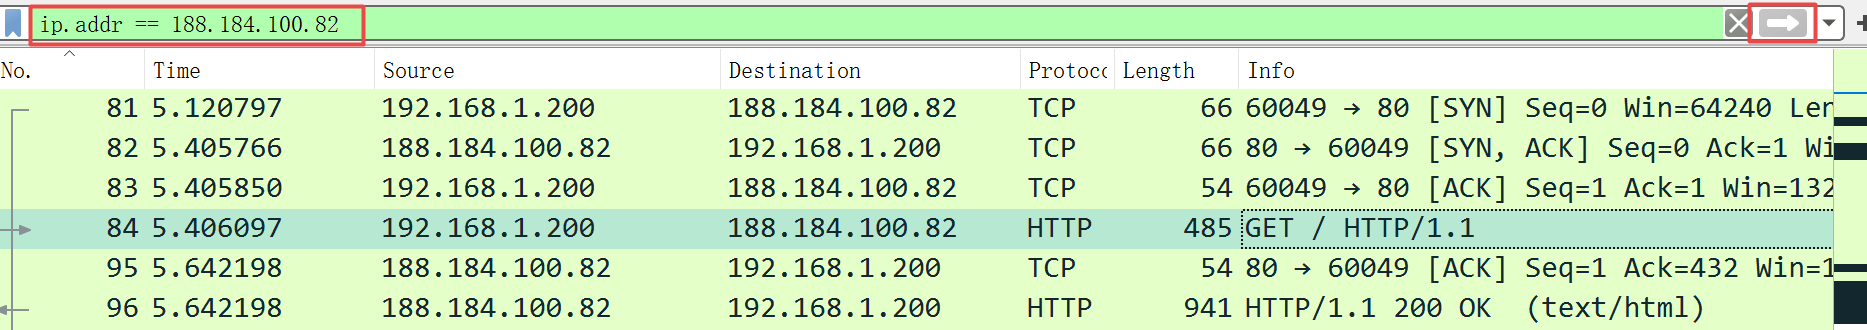 ip.addr == 188.184.100.82
No. Time Source Destination Protoco Length Info
81 5.120797 192.168.1.200 188.184.100.82 TCP 66 60049 → 80 [SYN] Seq=0 Win=64240 Len
82 5.405766 188.184.100.82 192.168.1.200 TCP 66 80 → 60049 [SYN, ACK] Seq=0 Ack=1 Wi
83 5.405850 192.168.1.200 188.184.100.82 TCP 54 60049 → 80 [ACK] Seq=1 Ack=1 Win=132
84 5.406097 192.168.1.200 188.184.100.82 HTTP 485 GET / HTTP/1.1
95 5.642198 188.184.100.82 192.168.1.200 TCP 54 80 → 60049 [ACK] Seq=1 Ack=432 Win=1
96 5.642198 188.184.100.82 192.168.1.200 HTTP 941 HTTP/1.1 200 OK (text/html)